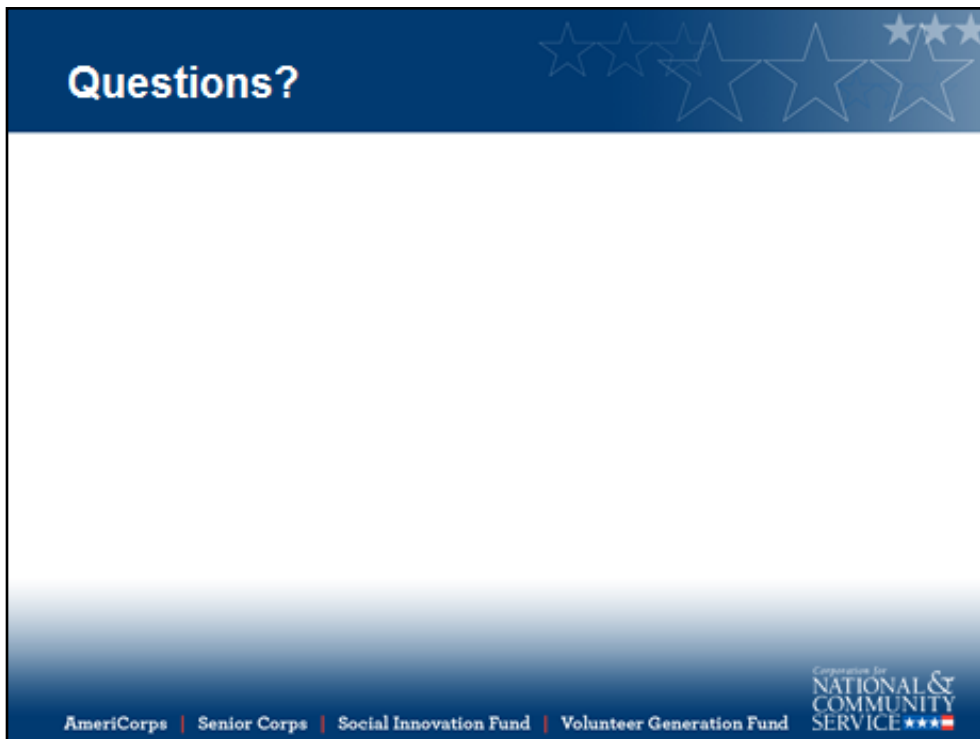 Questions?
AmeriCorps | Senior Corps | Social Innovation Fund | Volunteer Generation Fund
Corporation for
NATIONAL &
COMMUNITY
SERVICE